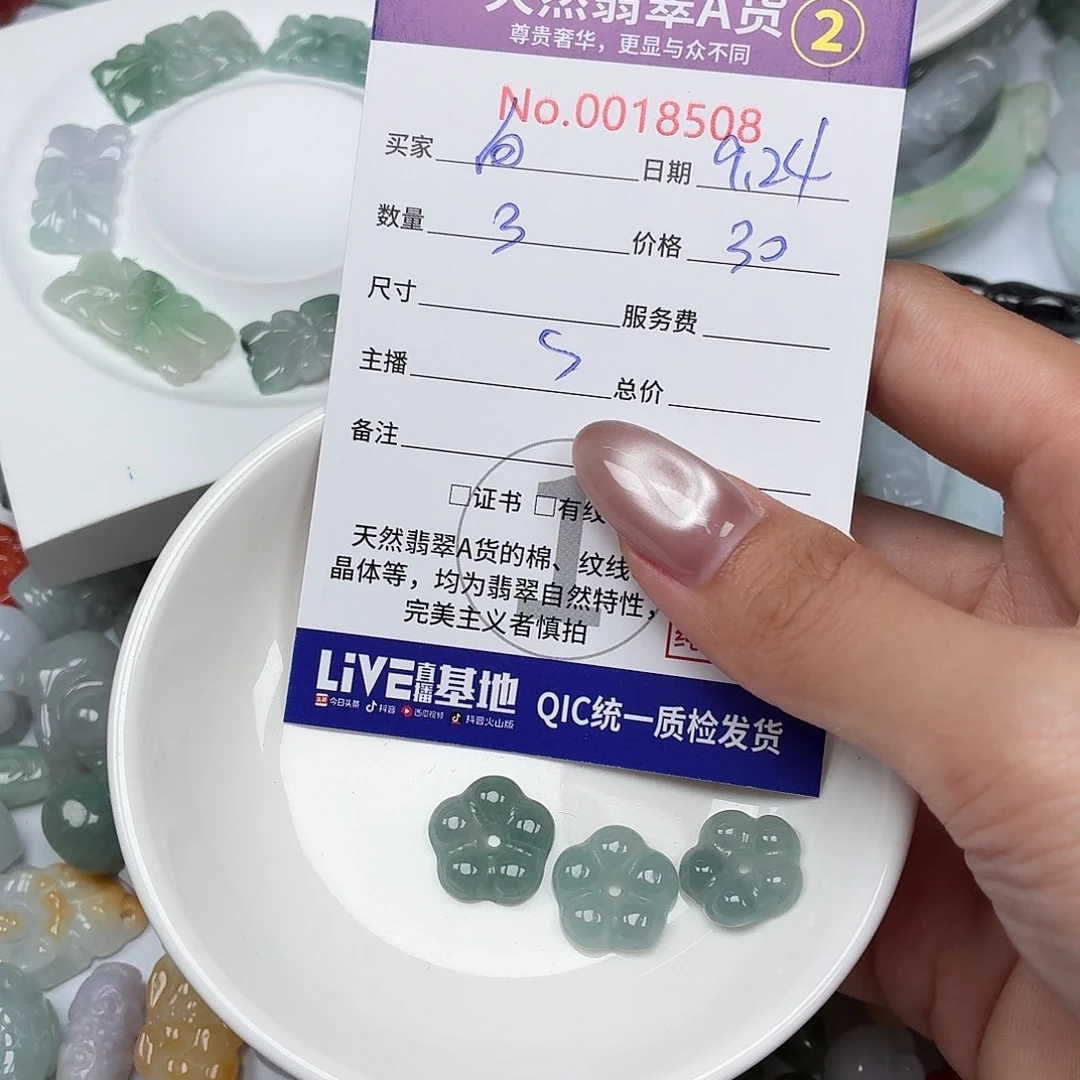 天然翡翠A货 2
尊贵奢华，更显与众不同
No.0018508
买家 日期 9.24
数量 3 价格 30
尺寸 服务费
主播 总价
备注
□证书 □有纹
天然翡翠A货的棉、纹线
晶体等，均为翡翠自然特性，
完美主义者慎拍
LiVE直播基地 QIC统一质检发货
今日头条 抖音 西瓜视频 抖音火山版